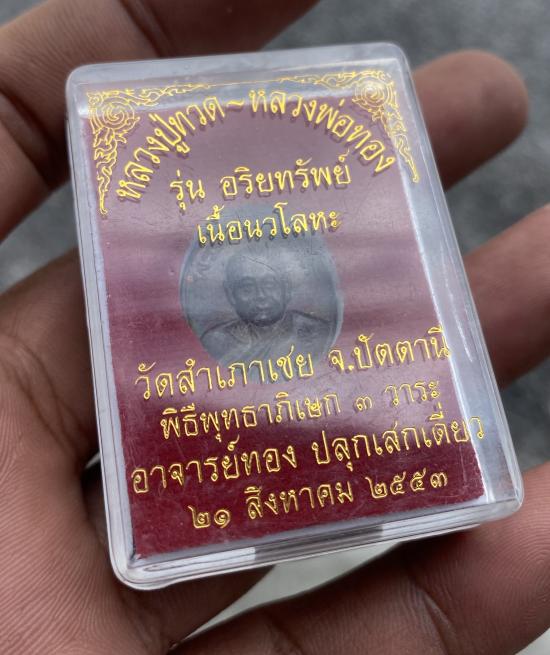 หลวงปู่ทวด~หลวงพ่อทอง
รุ่น อริยทรัพย์
เนื้อนวโลหะ
วัดสำเภาเชย จ.ปัตตานี
พิธีพุทธาภิเษก ๓ วาระ
อาจารย์ทอง ปลุกเสกเดี่ยว
๒๑ สิงหาคม ๒๕๕๓